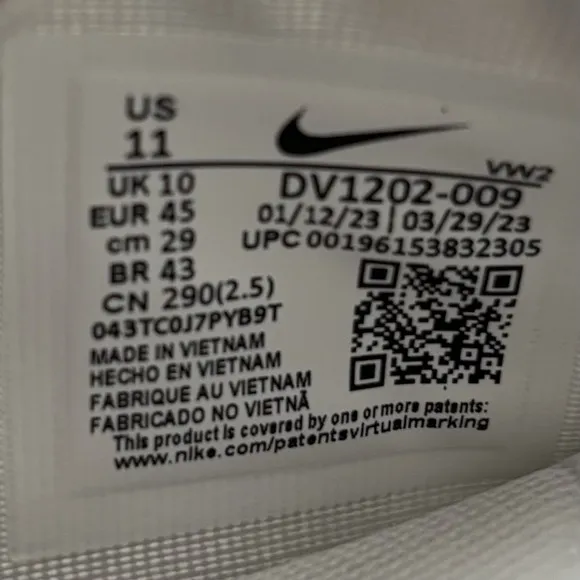 US
11
VW2
UK 10
DV1202-009
EUR 45
01/12/23 | 03/29/23
cm 29
UPC 00196153832305
BR 43
CN 290(2.5)
043TC0J7PYB9T
MADE IN VIETNAM
HECHO EN VIETNAM
FABRIQUE AU VIETNAM
FABRICADO NO VIETNÃ
This product is covered by one or more patents:
www.nike.com/patentsvirtualmarking